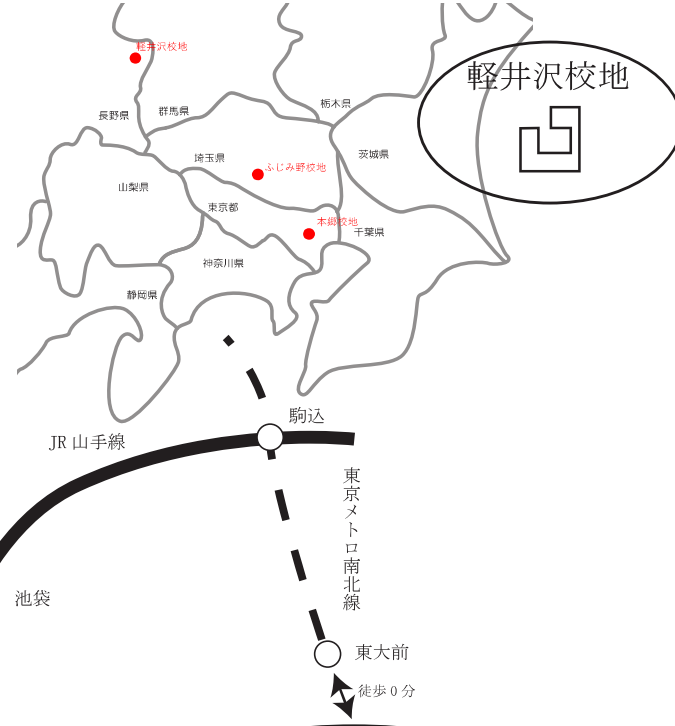 軽井沢校地
軽井沢校地
栃木県
群馬県
長野県
茨城県
埼玉県
ふじみ野校地
山梨県
東京都
本郷校地
千葉県
神奈川県
静岡県
駒込
JR 山手線
東京メトロ南北線
池袋
東大前
徒歩0分